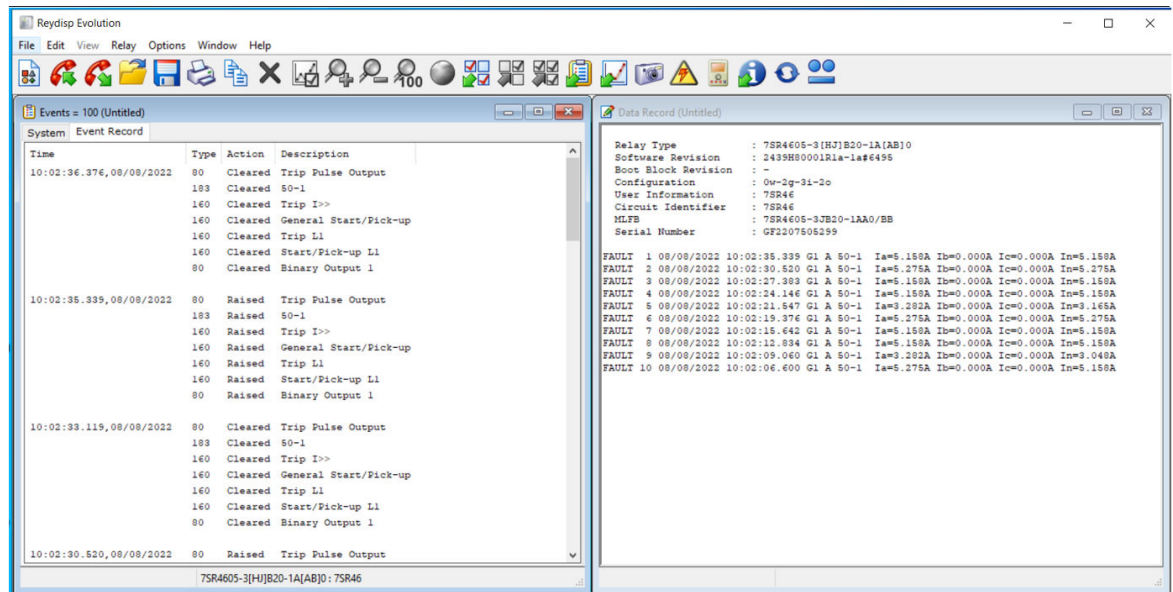 Reydisp Evolution
File Edit View Relay Options Window Help
100
Events = 100 (Untitled)
System Event Record
Time Type Action Description
10:02:36.376,08/08/2022 80 Cleared Trip Pulse Output
183 Cleared 50-1
160 Cleared Trip I>>
160 Cleared General Start/Pick-up
160 Cleared Trip L1
160 Cleared Start/Pick-up L1
80 Cleared Binary Output 1
10:02:35.339,08/08/2022 80 Raised Trip Pulse Output
183 Raised 50-1
160 Raised Trip I>>
160 Raised General Start/Pick-up
160 Raised Trip L1
160 Raised Start/Pick-up L1
80 Raised Binary Output 1
10:02:33.119,08/08/2022 80 Cleared Trip Pulse Output
183 Cleared 50-1
160 Cleared Trip I>>
160 Cleared General Start/Pick-up
160 Cleared Trip L1
160 Cleared Start/Pick-up L1
80 Cleared Binary Output 1
10:02:30.520,08/08/2022 80 Raised Trip Pulse Output
7SR4605-3[HJ]B20-1A[AB]0 : 7SR46
Data Record (Untitled)
Relay Type : 7SR4605-3[HJ]B20-1A[AB]0
Software Revision : 2439H80001R1a-1a#6495
Boot Block Revision : -
Configuration : 0w-2g-3i-2o
User Information : 7SR46
Circuit Identifier : 7SR46
MLFB : 7SR4605-3JB20-1AA0/BB
Serial Number : GF2207505299
FAULT 1 08/08/2022 10:02:35.339 G1 A 50-1 Ia=5.158A Ib=0.000A Ic=0.000A In=5.158A
FAULT 2 08/08/2022 10:02:30.520 G1 A 50-1 Ia=5.275A Ib=0.000A Ic=0.000A In=5.275A
FAULT 3 08/08/2022 10:02:27.383 G1 A 50-1 Ia=5.158A Ib=0.000A Ic=0.000A In=5.158A
FAULT 4 08/08/2022 10:02:24.146 G1 A 50-1 Ia=5.158A Ib=0.000A Ic=0.000A In=5.158A
FAULT 5 08/08/2022 10:02:21.547 G1 A 50-1 Ia=3.282A Ib=0.000A Ic=0.000A In=3.165A
FAULT 6 08/08/2022 10:02:19.376 G1 A 50-1 Ia=5.275A Ib=0.000A Ic=0.000A In=5.275A
FAULT 7 08/08/2022 10:02:15.642 G1 A 50-1 Ia=5.158A Ib=0.000A Ic=0.000A In=5.158A
FAULT 8 08/08/2022 10:02:12.834 G1 A 50-1 Ia=5.158A Ib=0.000A Ic=0.000A In=5.158A
FAULT 9 08/08/2022 10:02:09.060 G1 A 50-1 Ia=3.282A Ib=0.000A Ic=0.000A In=3.048A
FAULT 10 08/08/2022 10:02:06.600 G1 A 50-1 Ia=5.275A Ib=0.000A Ic=0.000A In=5.158A